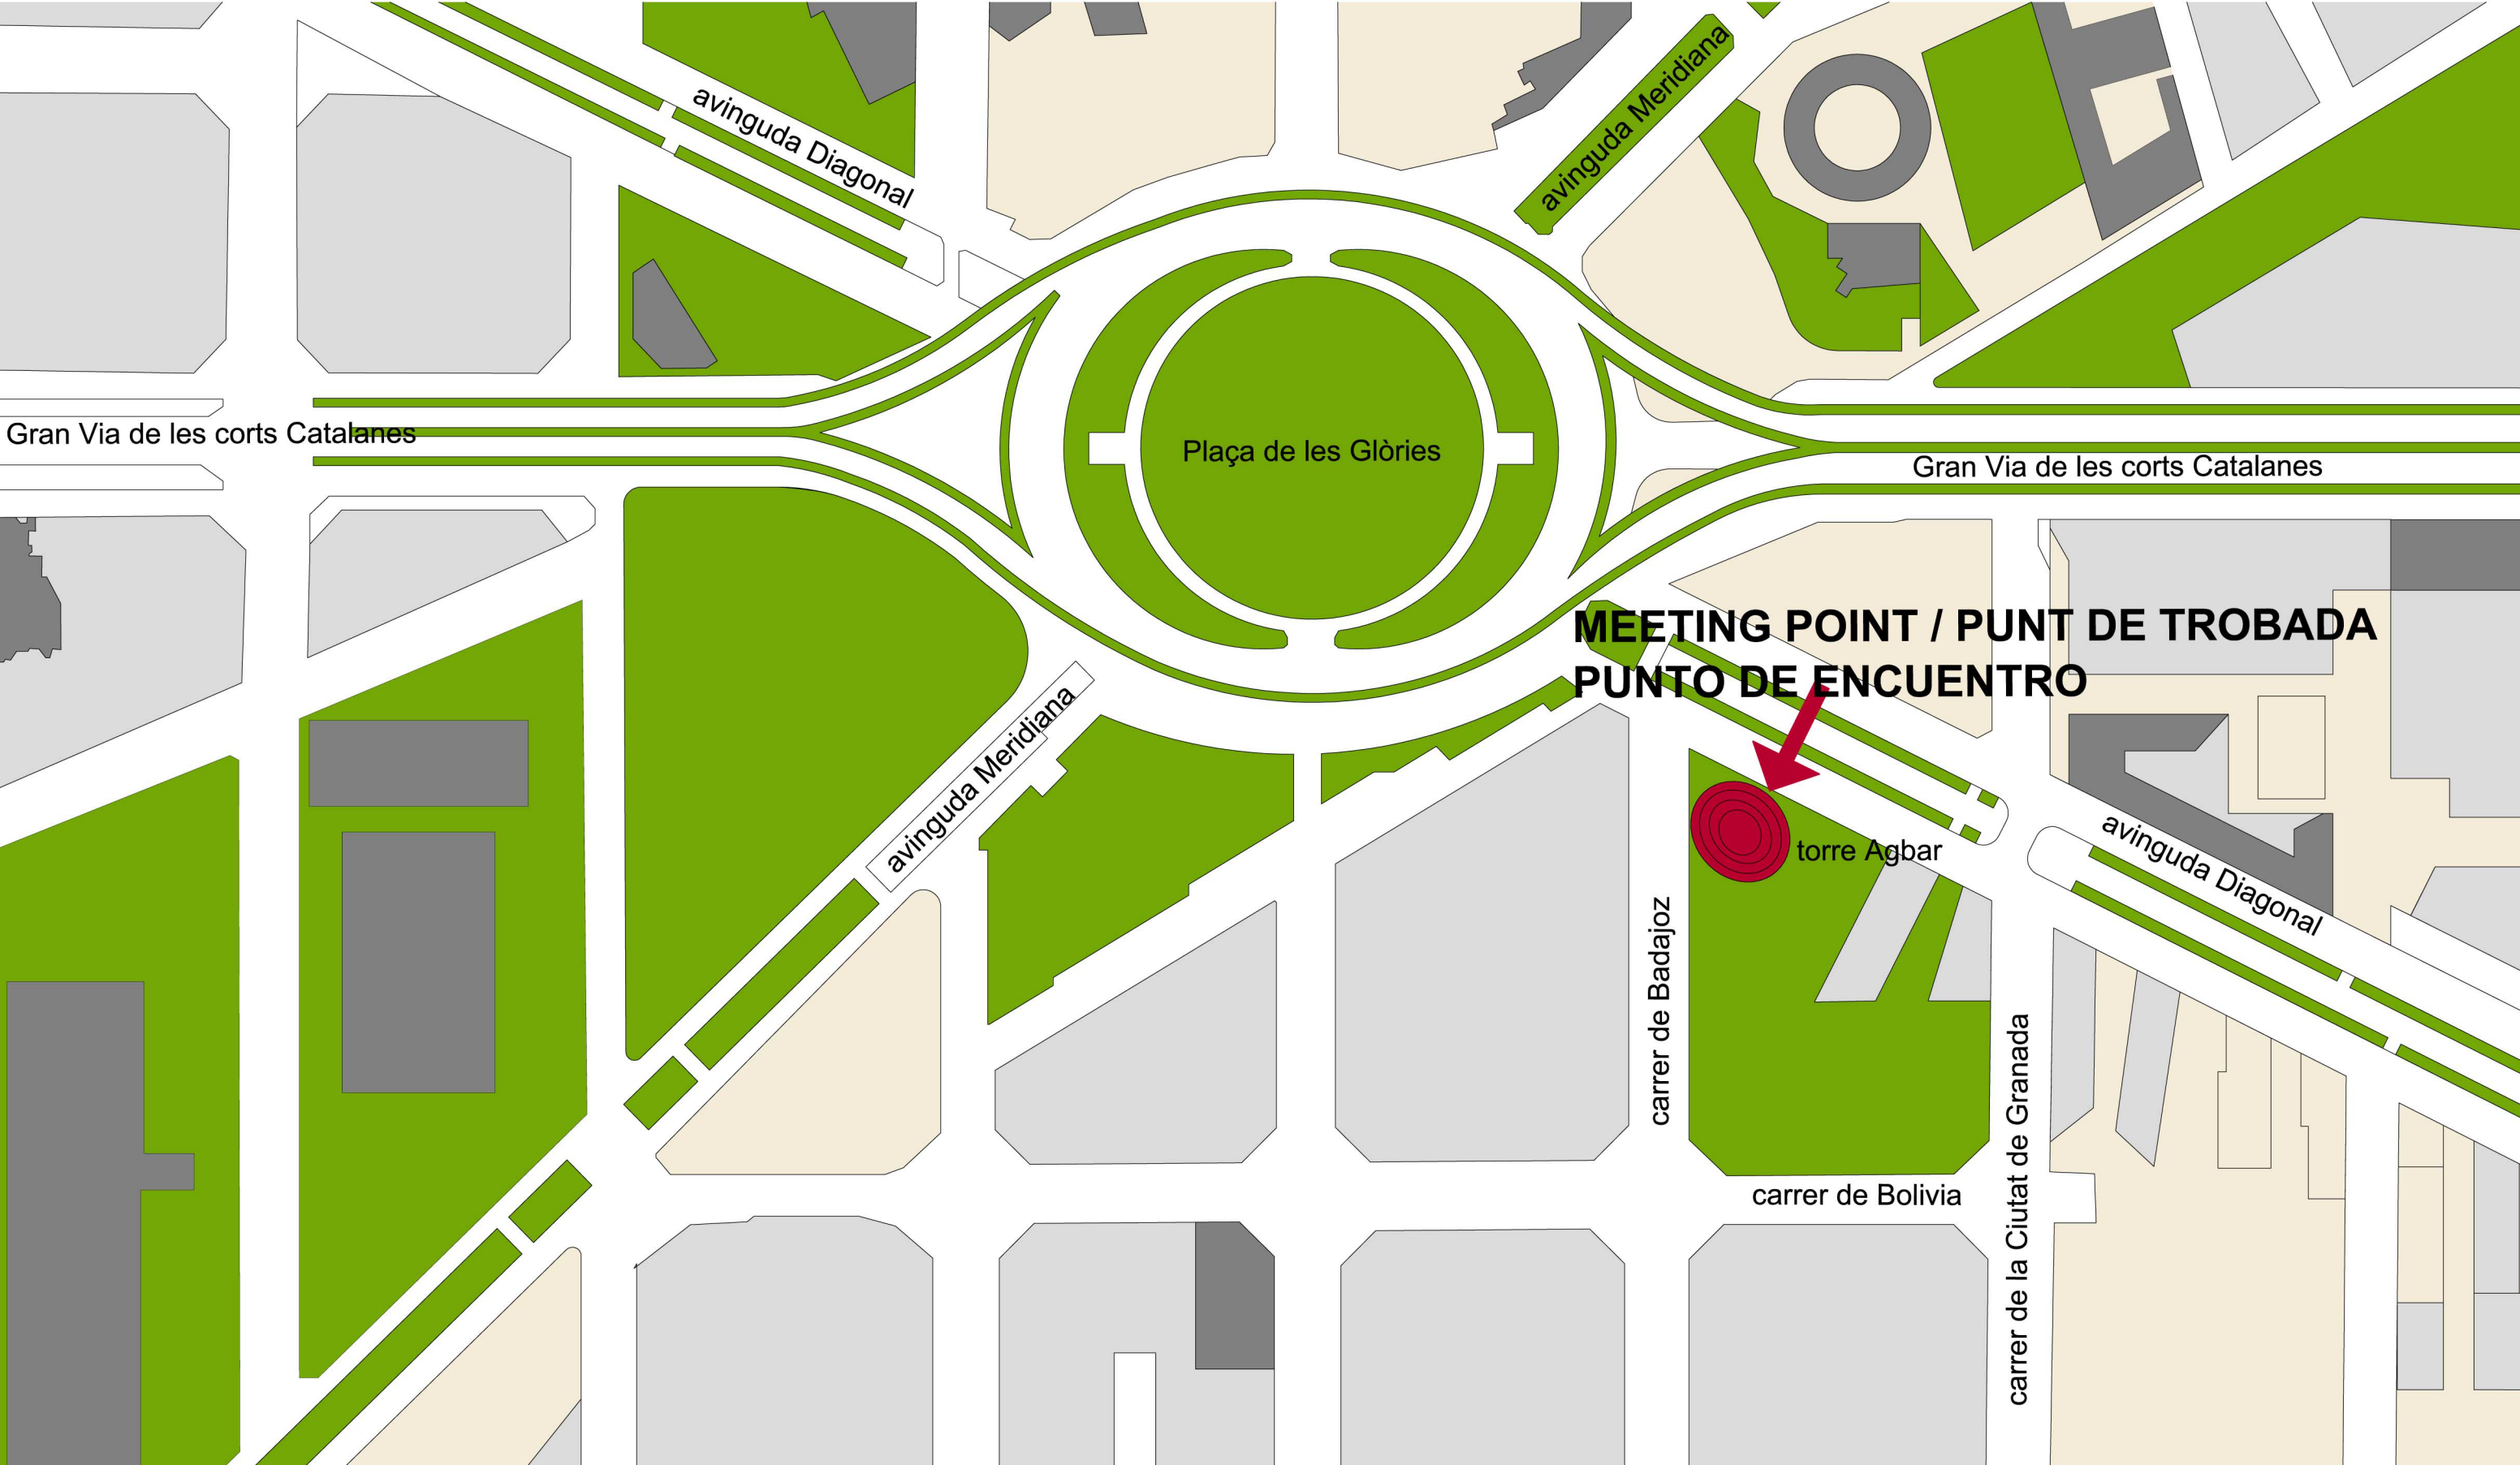 avinguda Diagonal
avinguda Meridiana
Gran Via de les corts Catalanes
Plaça de les Glòries
Gran Via de les corts Catalanes
MEETING POINT / PUNT DE TROBADA
PUNTO DE ENCUENTRO
avinguda Meridiana
torre Agbar
avinguda Diagonal
carrer de Badajoz
carrer de Bolivia
carrer de la Ciutat de Granada